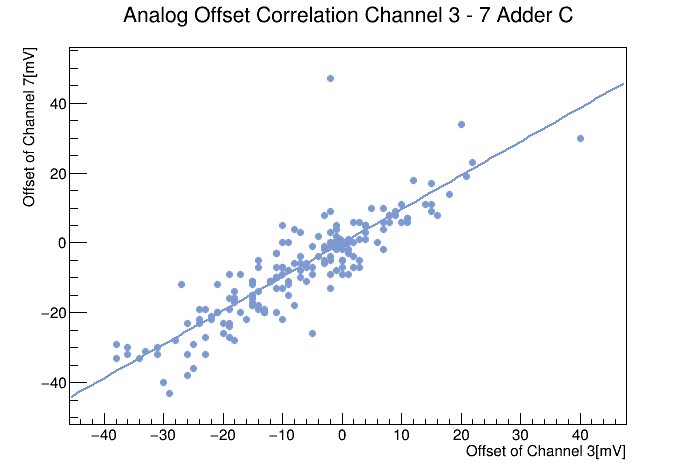 Analog Offset Correlation Channel 3 - 7 Adder C
Offset of Channel 7[mV]
40
20
0
−20
−40
−40 −30 −20 −10 0 10 20 30 40
Offset of Channel 3[mV]